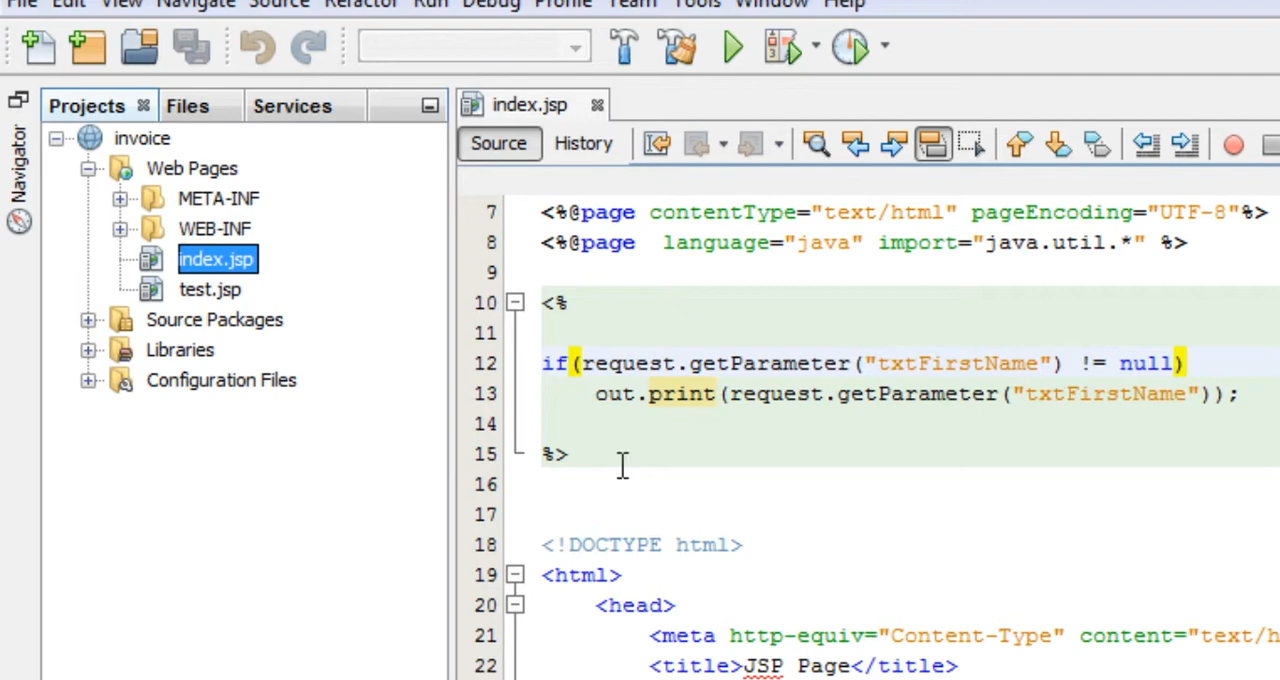 File Edit View Navigate Source Refactor Run Debug Profile Team Tools Window Help
Projects Files Services
Navigator
invoice
Web Pages
META-INF
WEB-INF
index.jsp
test.jsp
Source Packages
Libraries
Configuration Files
index.jsp
Source History
7 <%@page contentType="text/html" pageEncoding="UTF-8"%>
8 <%@page  language="java" import="java.util.*" %>
9
10 <%
11
12 if(request.getParameter("txtFirstName") != null)
13     out.print(request.getParameter("txtFirstName"));
14
15 %>
16
17
18 <!DOCTYPE html>
19 <html>
20     <head>
21         <meta http-equiv="Content-Type" content="text/h
22         <title>JSP Page</title>